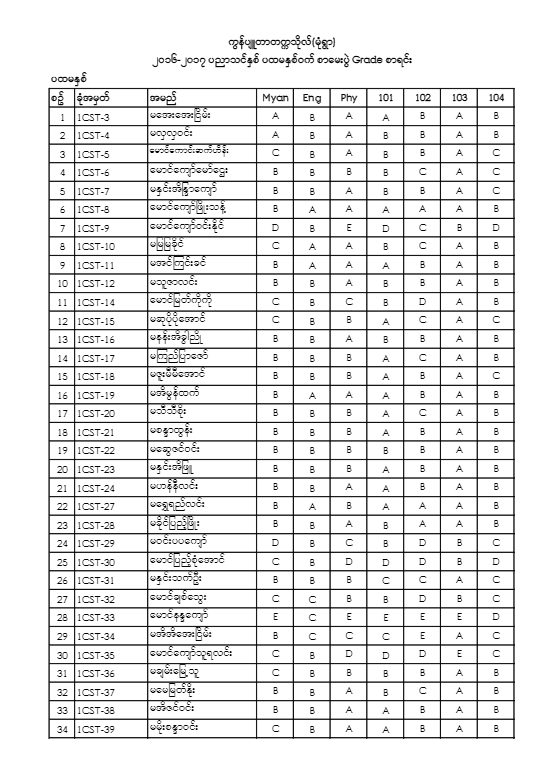 ကွန်ပျူတာတက္ကသိုလ်(မုံရွာ)
၂၀၁၆-၂၀၁၇ ပညာသင်နှစ် ပထမနှစ်ဝက် စာမေးပွဲ Grade စာရင်း
ပထမနှစ်
စဉ် ခုံအမှတ် အမည် Myan Eng Phy 101 102 103 104
1 1CST-3 မအေးအေးငြိမ်း A B A A B A B
2 1CST-4 မလှလှဝင်း A B A B B A B
3 1CST-5 မောင်ကောင်းဆက်ဟိန်း C B A B B A C
4 1CST-6 မောင်ကျော်မော်ဌေး B B B B C A C
5 1CST-7 မနှင်းအိန္ဒြာကျော် B B A B B A C
6 1CST-8 မောင်ကျော်ဖြိုးသန့် B A A A A A B
7 1CST-9 မောင်ကျော်ဝင်းနိုင် D B E D C B D
8 1CST-10 မမြမြခိုင် C A A B C A B
9 1CST-11 မအင်ကြင်းခင် B A A A B A B
10 1CST-12 မသူဇာလင်း B B A B B A B
11 1CST-14 မောင်မြတ်ကိုကို C B C B D A B
12 1CST-15 မဆုပိုပိုအောင် C B B A C A C
13 1CST-16 မနန်းအိခွါညို B B A B B A B
14 1CST-17 မကြည်ပြာဇော် B B B A C A B
15 1CST-18 မဇူးမီမီအောင် B B B A B A C
16 1CST-19 မအိမွန်ထက် B A A A B A B
17 1CST-20 မသီသီစိုး B B B A C A B
18 1CST-21 မစန္ဒာထွန်း B B B A B A B
19 1CST-22 မဆွေဇင်ဝင်း B B B B B A B
20 1CST-23 မနှင်းအိဖြူ B B B A B A B
21 1CST-24 မဟန်နီလင်း B B A A B A B
22 1CST-27 မရွှေရည်လင်း B A B A A A B
23 1CST-28 မခိုင်ပြည့်ဖြိုး B B A B A A B
24 1CST-29 မဝင်းပပကျော် D B C B D B C
25 1CST-30 မောင်ပြည့်စုံအောင် C B D D D B D
26 1CST-31 မနှင်းသက်ဦး B B B C C A C
27 1CST-32 မောင်ချစ်သွေး C C B B D B C
28 1CST-33 မောင်နန္ဒကျော် E C E E E E D
29 1CST-34 မအိအိအေးငြိမ်း B C C C E A C
30 1CST-35 မောင်ကျော်သူရလင်း C B D D D E C
31 1CST-36 မချမ်းမြေ့သူ C B B B B A B
32 1CST-37 မမေမြတ်နိုး B B A B C A B
33 1CST-38 မအိဇင်ဝင်း B B A A B A B
34 1CST-39 မမိုးစန္ဒာဝင်း C B A A B A B